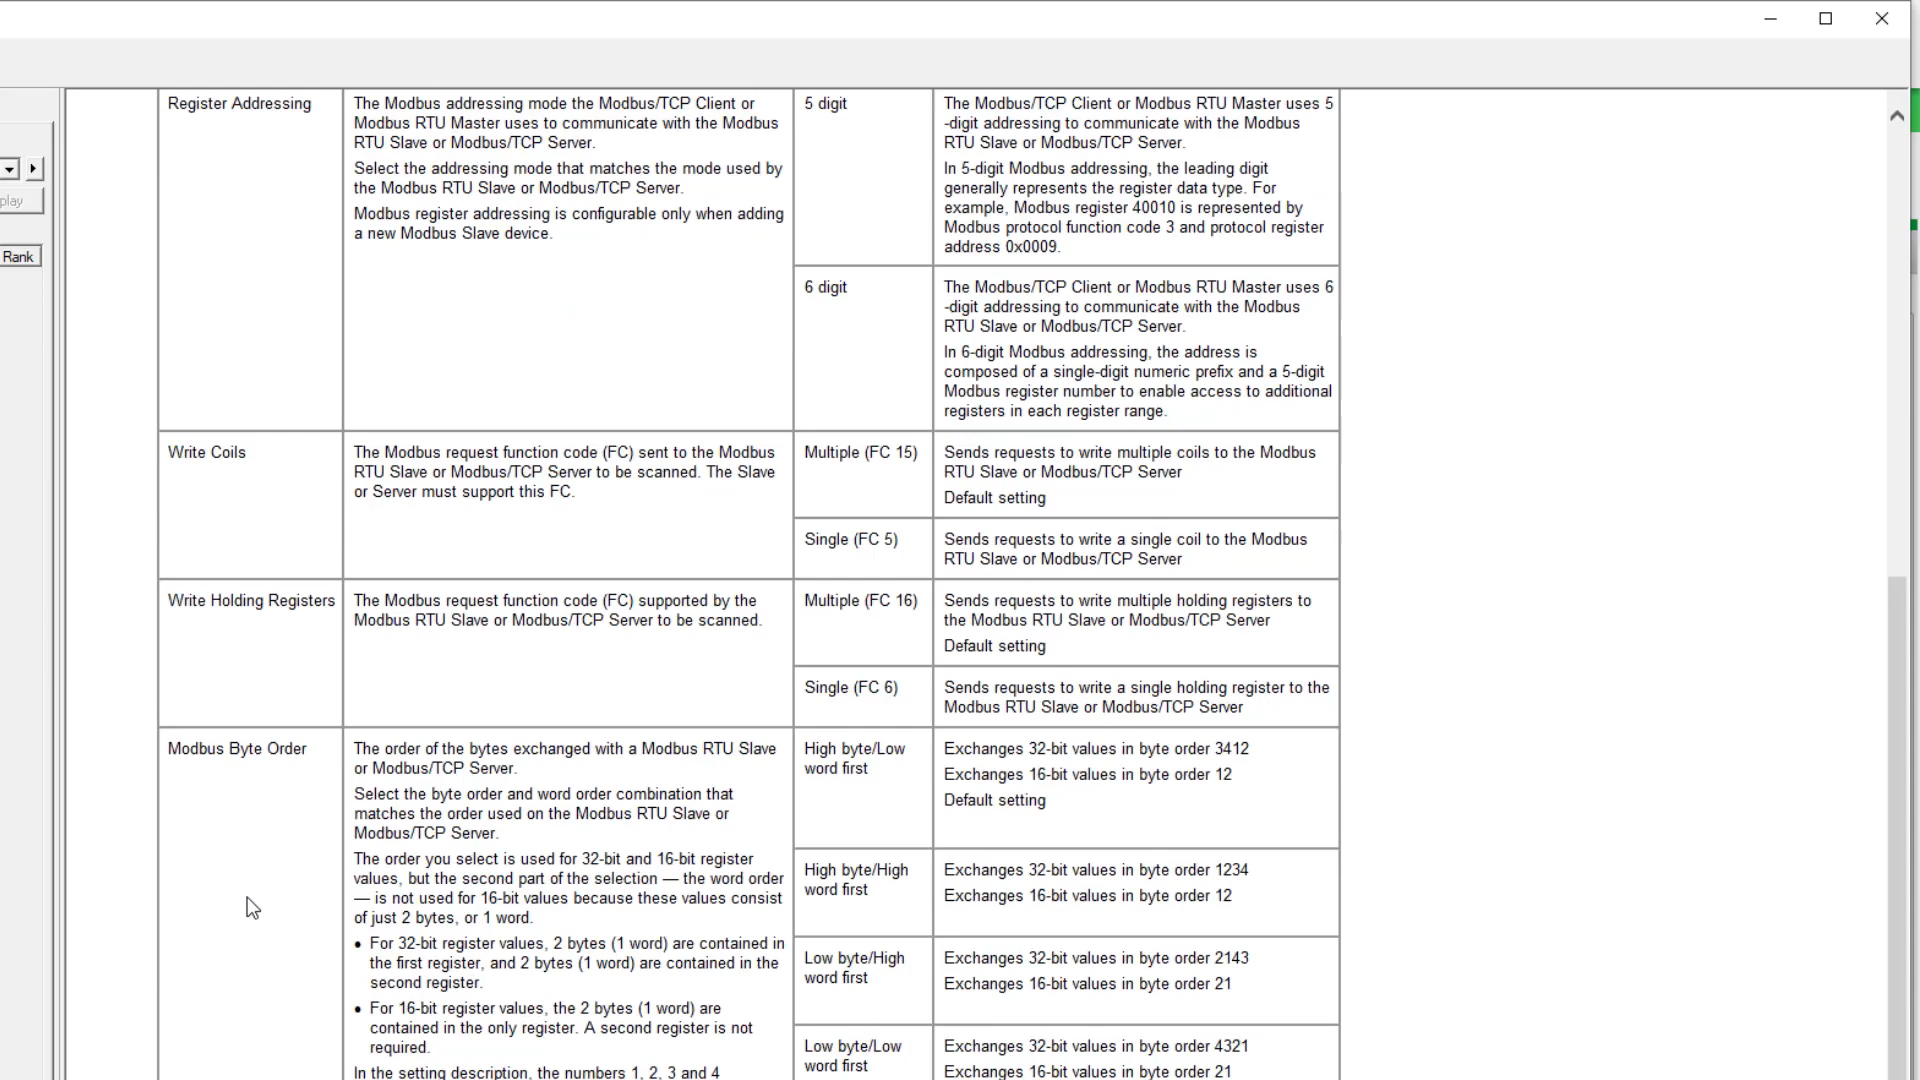 play
Rank
Register Addressing
The Modbus addressing mode the Modbus/TCP Client or
Modbus RTU Master uses to communicate with the Modbus
RTU Slave or Modbus/TCP Server.
Select the addressing mode that matches the mode used by
the Modbus RTU Slave or Modbus/TCP Server.
Modbus register addressing is configurable only when adding
a new Modbus Slave device.
5 digit
The Modbus/TCP Client or Modbus RTU Master uses 5
-digit addressing to communicate with the Modbus
RTU Slave or Modbus/TCP Server.
In 5-digit Modbus addressing, the leading digit
generally represents the register data type. For
example, Modbus register 40010 is represented by
Modbus protocol function code 3 and protocol register
address 0x0009.
6 digit
The Modbus/TCP Client or Modbus RTU Master uses 6
-digit addressing to communicate with the Modbus
RTU Slave or Modbus/TCP Server.
In 6-digit Modbus addressing, the address is
composed of a single-digit numeric prefix and a 5-digit
Modbus register number to enable access to additional
registers in each register range.
Write Coils
The Modbus request function code (FC) sent to the Modbus
RTU Slave or Modbus/TCP Server to be scanned. The Slave
or Server must support this FC.
Multiple (FC 15)
Sends requests to write multiple coils to the Modbus
RTU Slave or Modbus/TCP Server
Default setting
Single (FC 5)
Sends requests to write a single coil to the Modbus
RTU Slave or Modbus/TCP Server
Write Holding Registers
The Modbus request function code (FC) supported by the
Modbus RTU Slave or Modbus/TCP Server to be scanned.
Multiple (FC 16)
Sends requests to write multiple holding registers to
the Modbus RTU Slave or Modbus/TCP Server
Default setting
Single (FC 6)
Sends requests to write a single holding register to the
Modbus RTU Slave or Modbus/TCP Server
Modbus Byte Order
The order of the bytes exchanged with a Modbus RTU Slave
or Modbus/TCP Server.
Select the byte order and word order combination that
matches the order used on the Modbus RTU Slave or
Modbus/TCP Server.
The order you select is used for 32-bit and 16-bit register
values, but the second part of the selection — the word order
— is not used for 16-bit values because these values consist
of just 2 bytes, or 1 word.
• For 32-bit register values, 2 bytes (1 word) are contained in
the first register, and 2 bytes (1 word) are contained in the
second register.
• For 16-bit register values, the 2 bytes (1 word) are
contained in the only register. A second register is not
required.
In the setting description, the numbers 1, 2, 3 and 4
High byte/Low
word first
Exchanges 32-bit values in byte order 3412
Exchanges 16-bit values in byte order 12
Default setting
High byte/High
word first
Exchanges 32-bit values in byte order 1234
Exchanges 16-bit values in byte order 12
Low byte/High
word first
Exchanges 32-bit values in byte order 2143
Exchanges 16-bit values in byte order 21
Low byte/Low
word first
Exchanges 32-bit values in byte order 4321
Exchanges 16-bit values in byte order 21